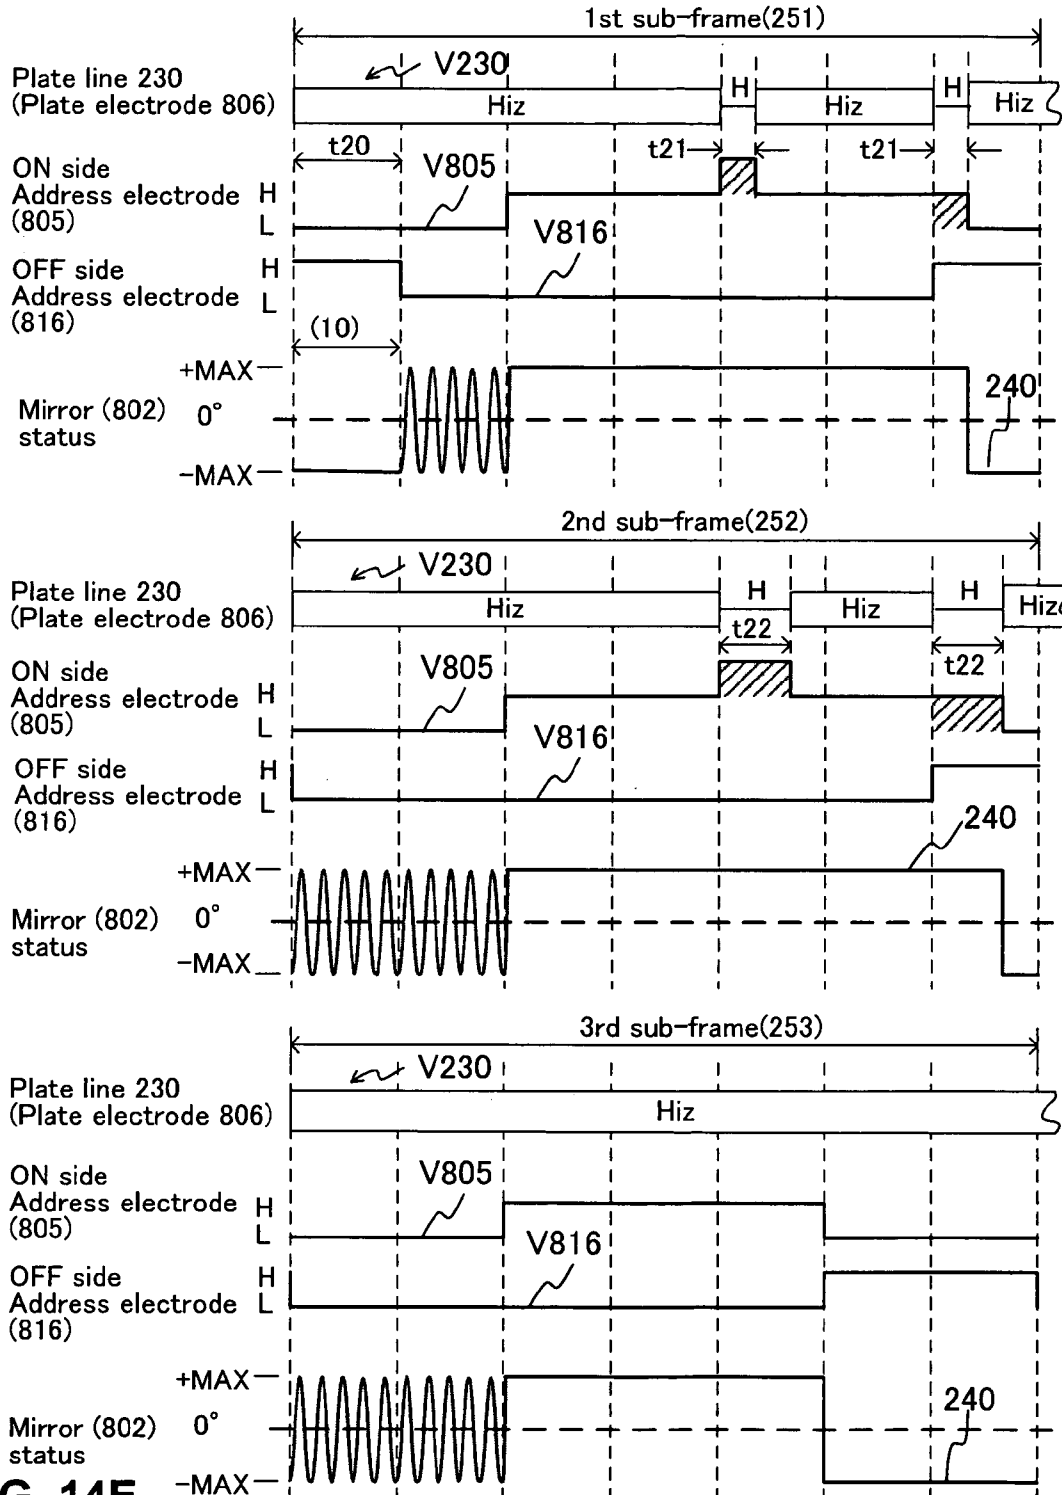 1st sub-frame(251)
Plate line 230
(Plate electrode 806)
V230
Hiz
H
Hiz
H
Hiz
t20
t21
t21
ON side
Address electrode
(805)
H
L
V805
OFF side
Address electrode
(816)
H
L
V816
(10)
+MAX
Mirror (802)
status
0°
-MAX
240
2nd sub-frame(252)
Plate line 230
(Plate electrode 806)
V230
Hiz
H
Hiz
H
Hiz
t22
t22
ON side
Address electrode
(805)
H
L
V805
OFF side
Address electrode
(816)
H
L
V816
240
+MAX
Mirror (802)
status
0°
-MAX
3rd sub-frame(253)
Plate line 230
(Plate electrode 806)
V230
Hiz
ON side
Address electrode
(805)
H
L
V805
OFF side
Address electrode
(816)
H
L
V816
+MAX
Mirror (802)
status
0°
-MAX
240
G. 14E